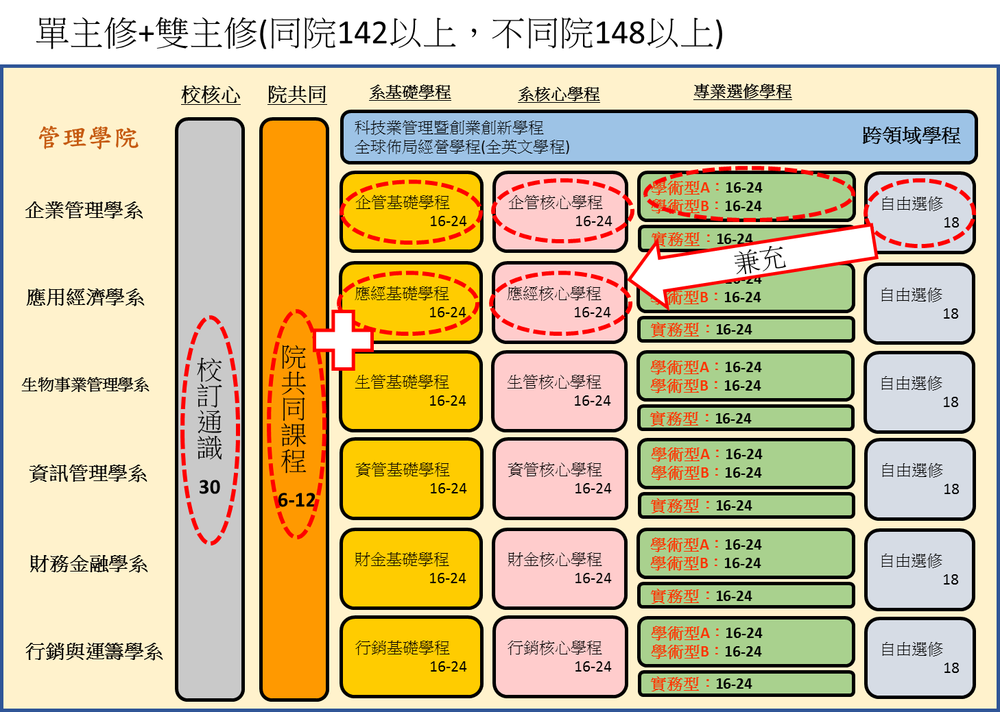 單主修+雙主修(同院142以上，不同院148以上)
校核心
院共同
系基礎學程
系核心學程
專業選修學程
管理學院
科技業管理暨創業創新學程
全球佈局經營學程(全英文學程)
跨領域學程
校訂通識
30
院共同課程
6-12
企業管理學系
企管基礎學程
16-24
企管核心學程
16-24
學術型A：16-24
學術型B：16-24
實務型：16-24
自由選修
18
兼充
應用經濟學系
應經基礎學程
16-24
應經核心學程
16-24
16-24
學術型B：16-24
實務型：16-24
自由選修
18
生物事業管理學系
生管基礎學程
16-24
生管核心學程
16-24
學術型A：16-24
學術型B：16-24
實務型：16-24
自由選修
18
資訊管理學系
資管基礎學程
16-24
資管核心學程
16-24
學術型A：16-24
學術型B：16-24
實務型：16-24
自由選修
18
財務金融學系
財金基礎學程
16-24
財金核心學程
16-24
學術型A：16-24
學術型B：16-24
實務型：16-24
自由選修
18
行銷與運籌學系
行銷基礎學程
16-24
行銷核心學程
16-24
學術型A：16-24
學術型B：16-24
實務型：16-24
自由選修
18